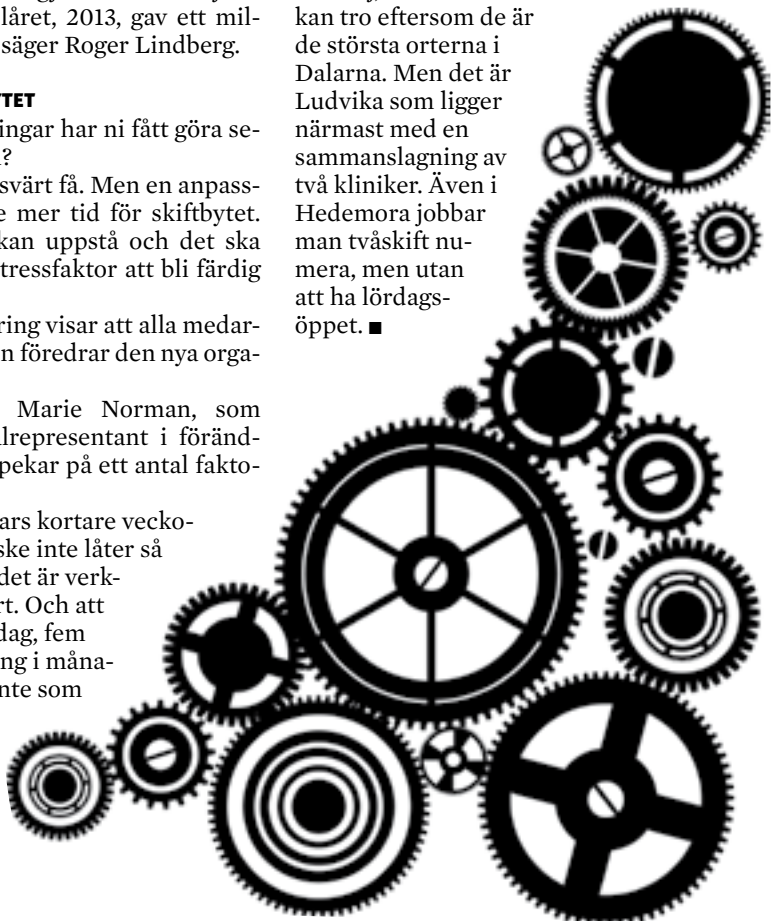 låret, 2013, gav ett mil-
säger Roger Lindberg.
TET
ingar har ni fått göra se-
?
svärt få. Men en anpass-
mer tid för skiftbytet.
kan uppstå och det ska
tressfaktor att bli färdig
ring visar att alla medar-
n föredrar den nya orga-
Marie Norman, som
lrepresentant i föränd-
pekar på ett antal fakto-
ars kortare vecko-
ske inte låter så
det är verk-
rt. Och att
dag, fem
ng i måna-
nte som
kan tro eftersom de är
de största orterna i
Dalarna. Men det är
Ludvika som ligger
närmast med en
sammanslagning av
två kliniker. Även i
Hedemora jobbar
man tvåskift nu-
mera, men utan
att ha lördags-
öppet. ■